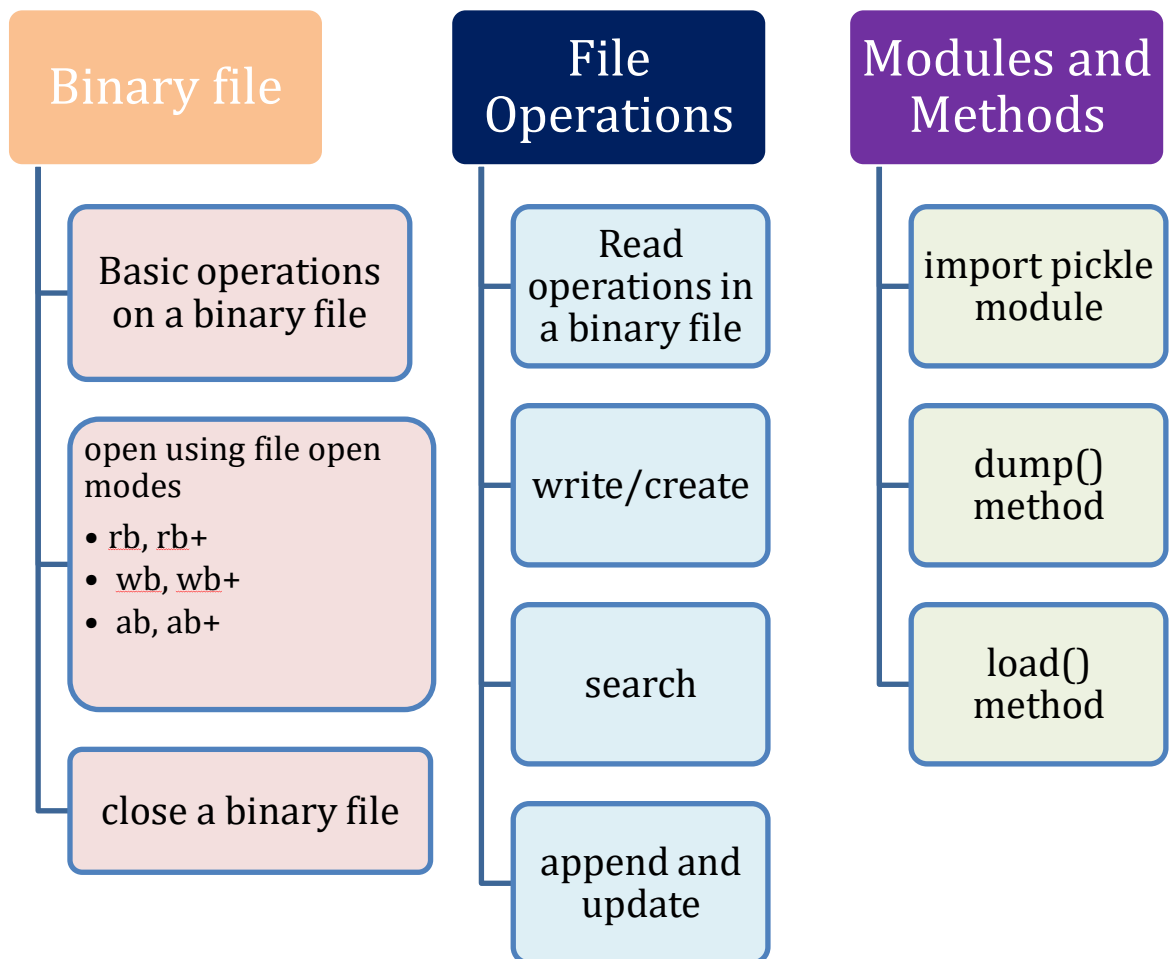 Binary file
Basic operations
on a binary file
open using file open
modes
• rb, rb+
• wb, wb+
• ab, ab+
close a binary file
File
Operations
Read
operations in
a binary file
write/create
search
append and
update
Modules and
Methods
import pickle
module
dump()
method
load()
method